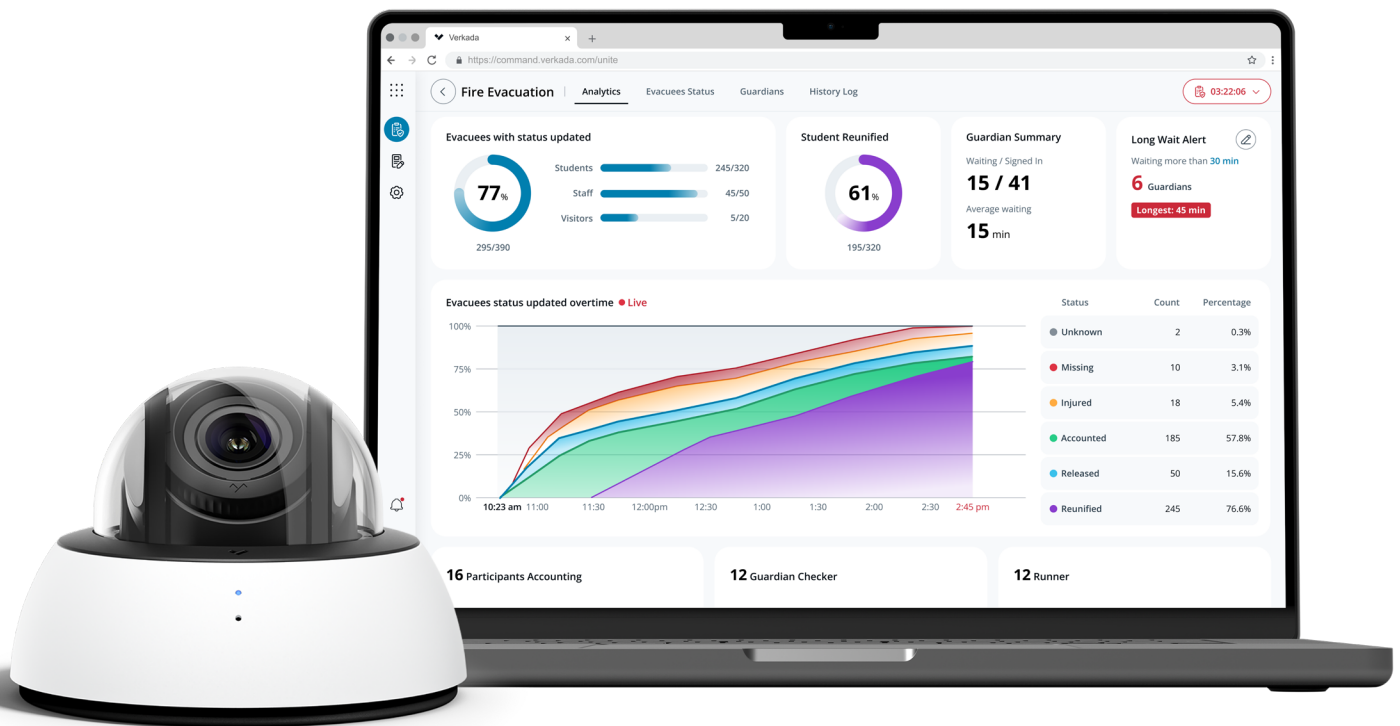 Verkada
https://command.verkada.com/unite
Fire Evacuation
Analytics
Evacuees Status
Guardians
History Log
03:22:06
Evacuees with status updated
77%
295/390
Students 245/320
Staff 45/50
Visitors 5/20
Student Reunified
61%
195/320
Guardian Summary
Waiting / Signed In
15 / 41
Average waiting
15 min
Long Wait Alert
Waiting more than 30 min
6 Guardians
Longest: 45 min
Evacuees status updated overtime Live
100%
75%
50%
25%
0%
10:23 am 11:00 11:30 12:00pm 12:30 1:00 1:30 2:00 2:30 2:45 pm
Status Count Percentage
Unknown 2 0.3%
Missing 10 3.1%
Injured 18 5.4%
Accounted 185 57.8%
Released 50 15.6%
Reunified 245 76.6%
16 Participants Accounting
12 Guardian Checker
12 Runner